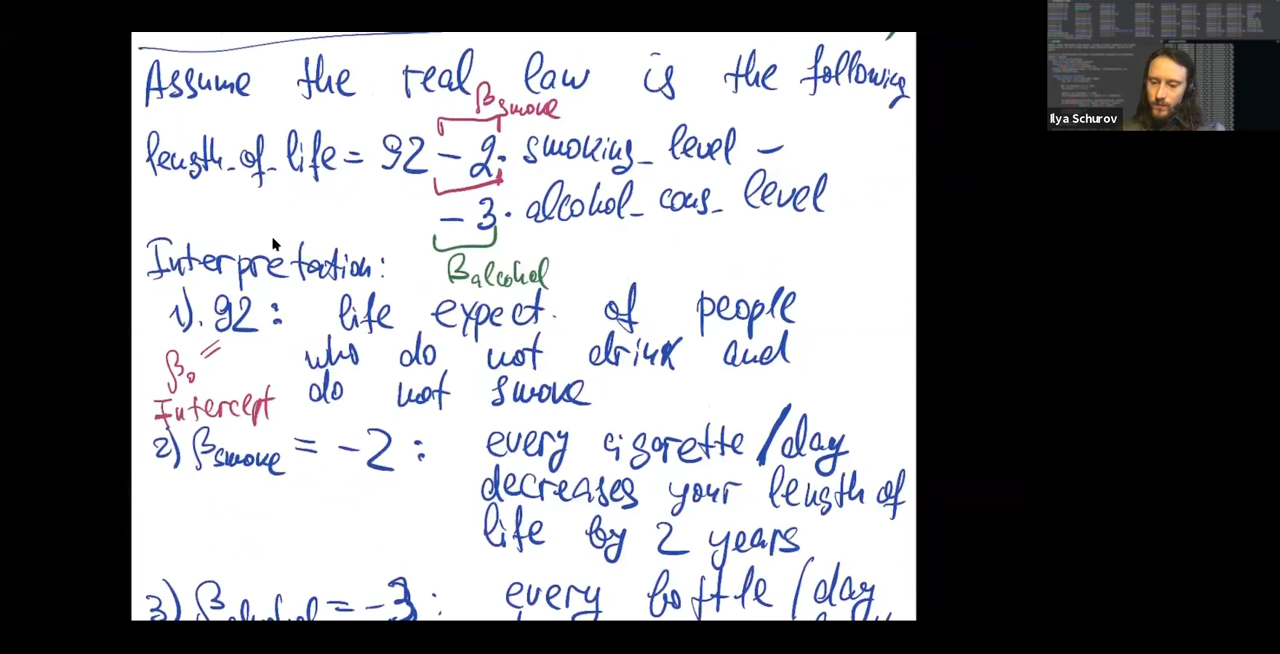 Assume the real law is the following
βsmoke
length_of_life = 92 - 2. smoking_level -
- 3. alcohol_cons_level
Interpretation:
βalcohol
1). 92: life expect. of people
who do not drink and
do not smoke
β0 =
Intercept
2) βsmoke = -2: every cigarette/day
decreases your length of
life by 2 years
3) βalcohol = -3: every bottle/day
Ilya Schurov